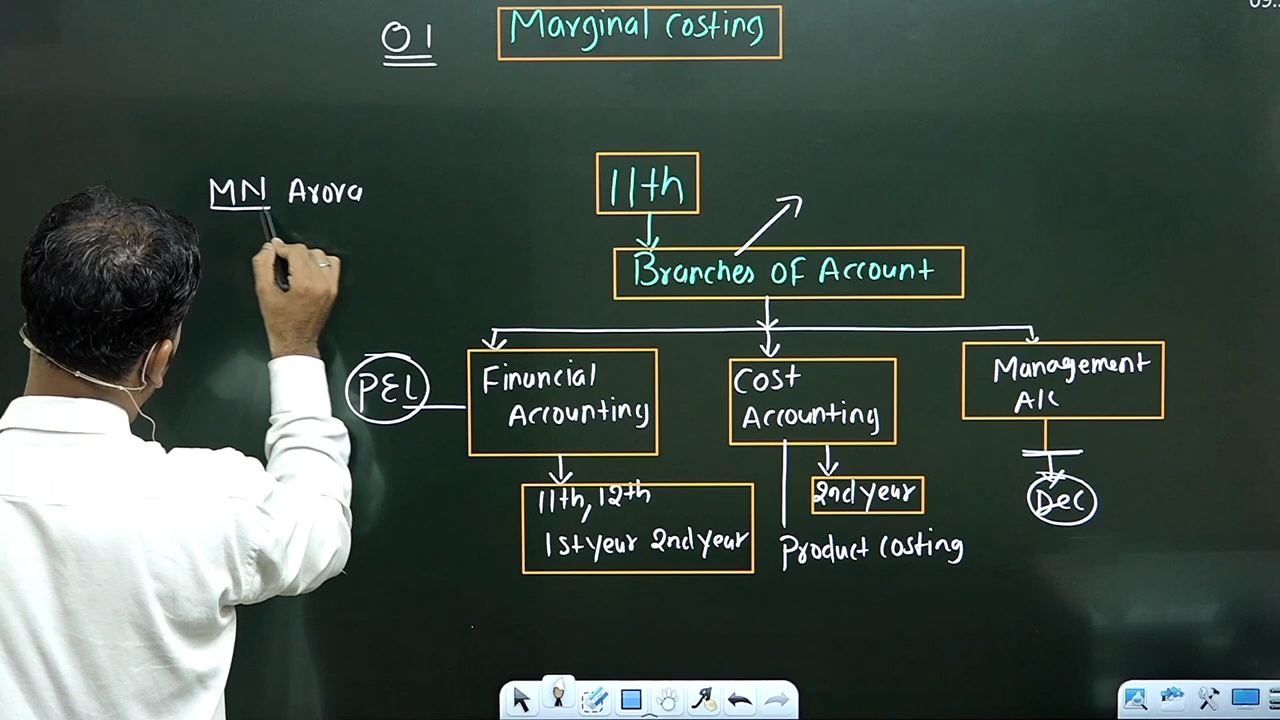 01
Marginal costing
11th
MN Arora
Branches of Account
Financial
Accounting
P&L
Cost
Accounting
Management
A/c
11th, 12th
1st year 2nd year
2nd year
Dec
Product costing